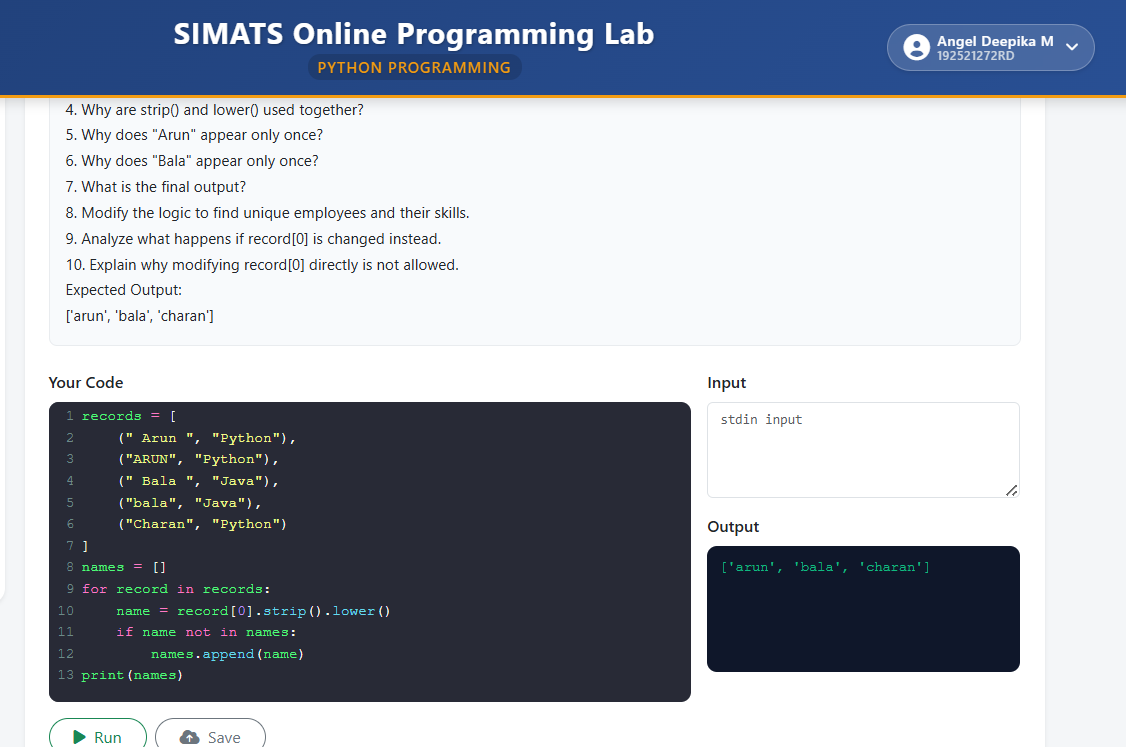 SIMATS Online Programming Lab
PYTHON PROGRAMMING
Angel Deepika M
192521272RD
4. Why are strip() and lower() used together?
5. Why does "Arun" appear only once?
6. Why does "Bala" appear only once?
7. What is the final output?
8. Modify the logic to find unique employees and their skills.
9. Analyze what happens if record[0] is changed instead.
10. Explain why modifying record[0] directly is not allowed.
Expected Output:
['arun', 'bala', 'charan']
Your Code
1 records = [
2     (" Arun ", "Python"),
3     ("ARUN", "Python"),
4     (" Bala ", "Java"),
5     ("bala", "Java"),
6     ("Charan", "Python")
7 ]
8 names = []
9 for record in records:
10     name = record[0].strip().lower()
11     if name not in names:
12         names.append(name)
13 print(names)
Run
Save
Input
stdin input
Output
['arun', 'bala', 'charan']